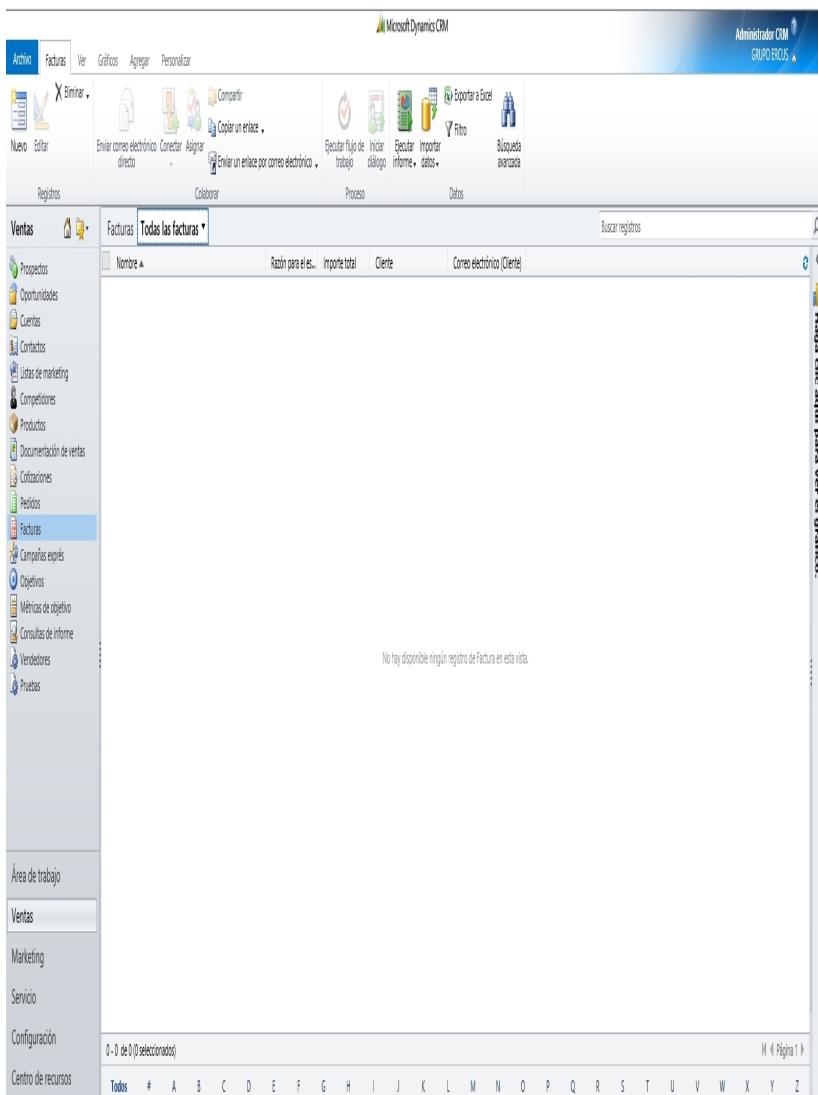 Microsoft Dynamics CRM
Administrador CRM
GRUPO ERCUS
Archivo Facturas Ver Gráficos Agregar Personalizar
Nuevo
Editar
Eliminar
Registros
Enviar correo electrónico directo
Conectar
Asignar
Compartir
Copiar un enlace
Enviar un enlace por correo electrónico
Colaborar
Ejecutar flujo de trabajo
Iniciar diálogo
Proceso
Ejecutar informe
Importar datos
Exportar a Excel
Filtro
Búsqueda avanzada
Datos
Ventas
Facturas Todas las facturas
Buscar registros
Nombre Razón para el es... Importe total Cliente Correo electrónico (Cliente)
Prospectos
Oportunidades
Cuentas
Contactos
Listas de marketing
Competidores
Productos
Documentación de ventas
Cotizaciones
Pedidos
Facturas
Campañas exprés
Objetivos
Métricas de objetivo
Consultas de informe
Vendedores
Pruebas
No hay disponible ningún registro de Factura en esta vista.
Haga clic aquí para ver el gráfico.
Área de trabajo
Ventas
Marketing
Servicio
Configuración
Centro de recursos
0 - 0 de 0 (0 seleccionados)
Página 1
Todos # A B C D E F G H I J K L M N O P Q R S T U V W X Y Z